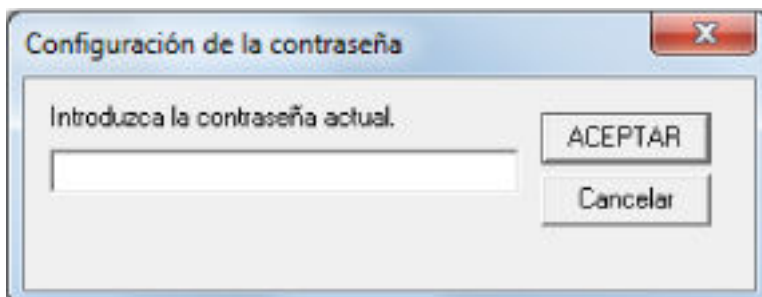 Configuración de la contraseña
Introduzca la contraseña actual.
ACEPTAR
Cancelar